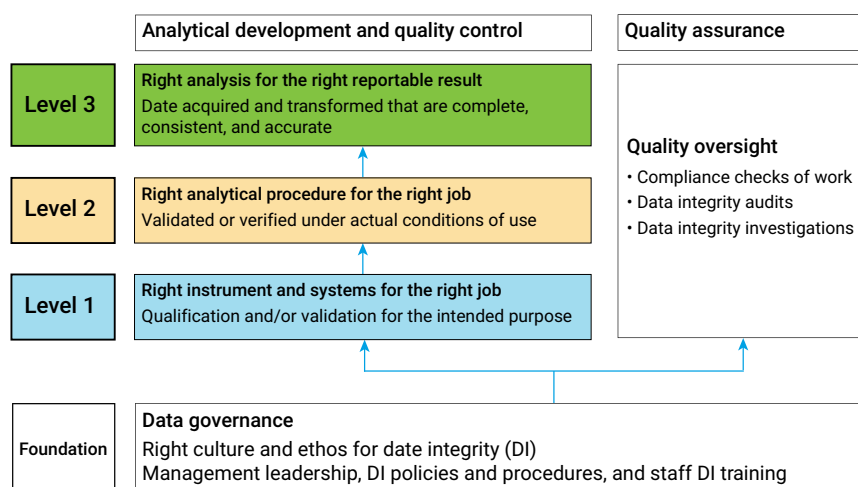 Analytical development and quality control
Quality assurance
Level 3
Right analysis for the right reportable result
Date acquired and transformed that are complete,
consistent, and accurate
Level 2
Right analytical procedure for the right job
Validated or verified under actual conditions of use
Level 1
Right instrument and systems for the right job
Qualification and/or validation for the intended purpose
Quality oversight
• Compliance checks of work
• Data integrity audits
• Data integrity investigations
Foundation
Data governance
Right culture and ethos for date integrity (DI)
Management leadership, DI policies and procedures, and staff DI training